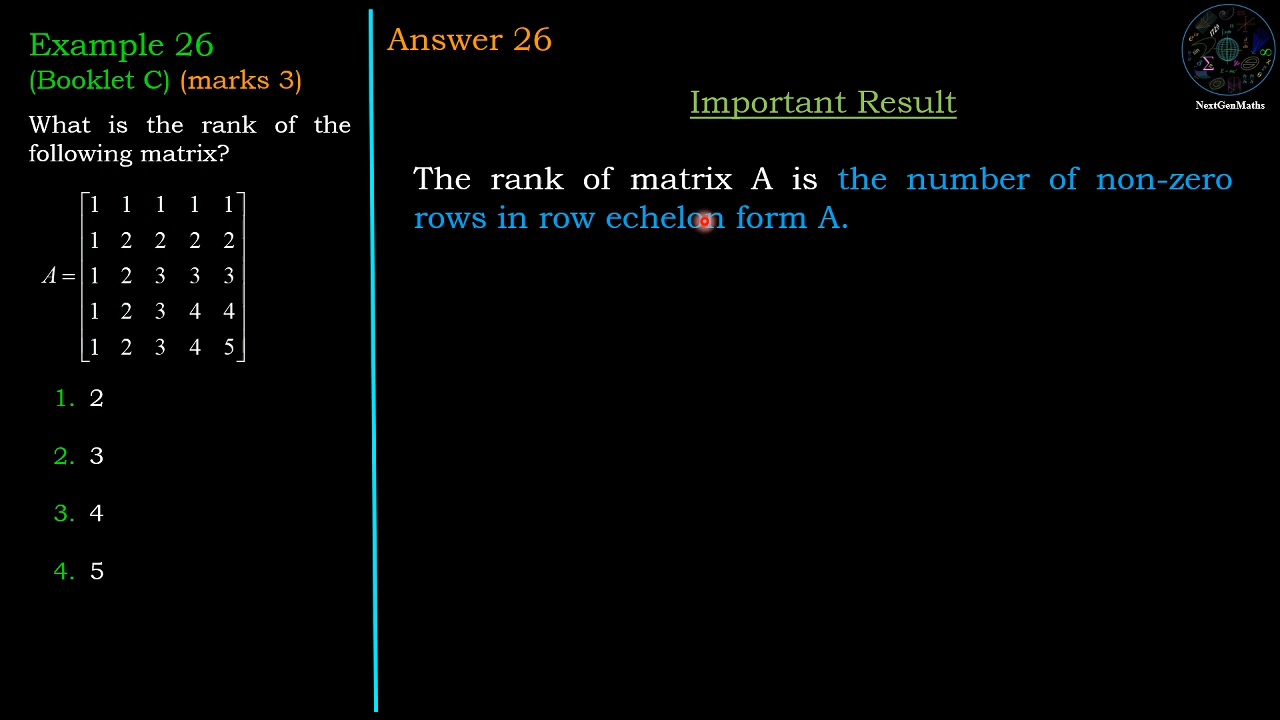 Example 26
(Booklet C) (marks 3)
What is the rank of the
following matrix?
A = [1 1 1 1 1
1 2 2 2 2
1 2 3 3 3
1 2 3 4 4
1 2 3 4 5]
1. 2
2. 3
3. 4
4. 5
Answer 26
Important Result
The rank of matrix A is the number of non-zero
rows in row echelon form A.
NextGenMaths